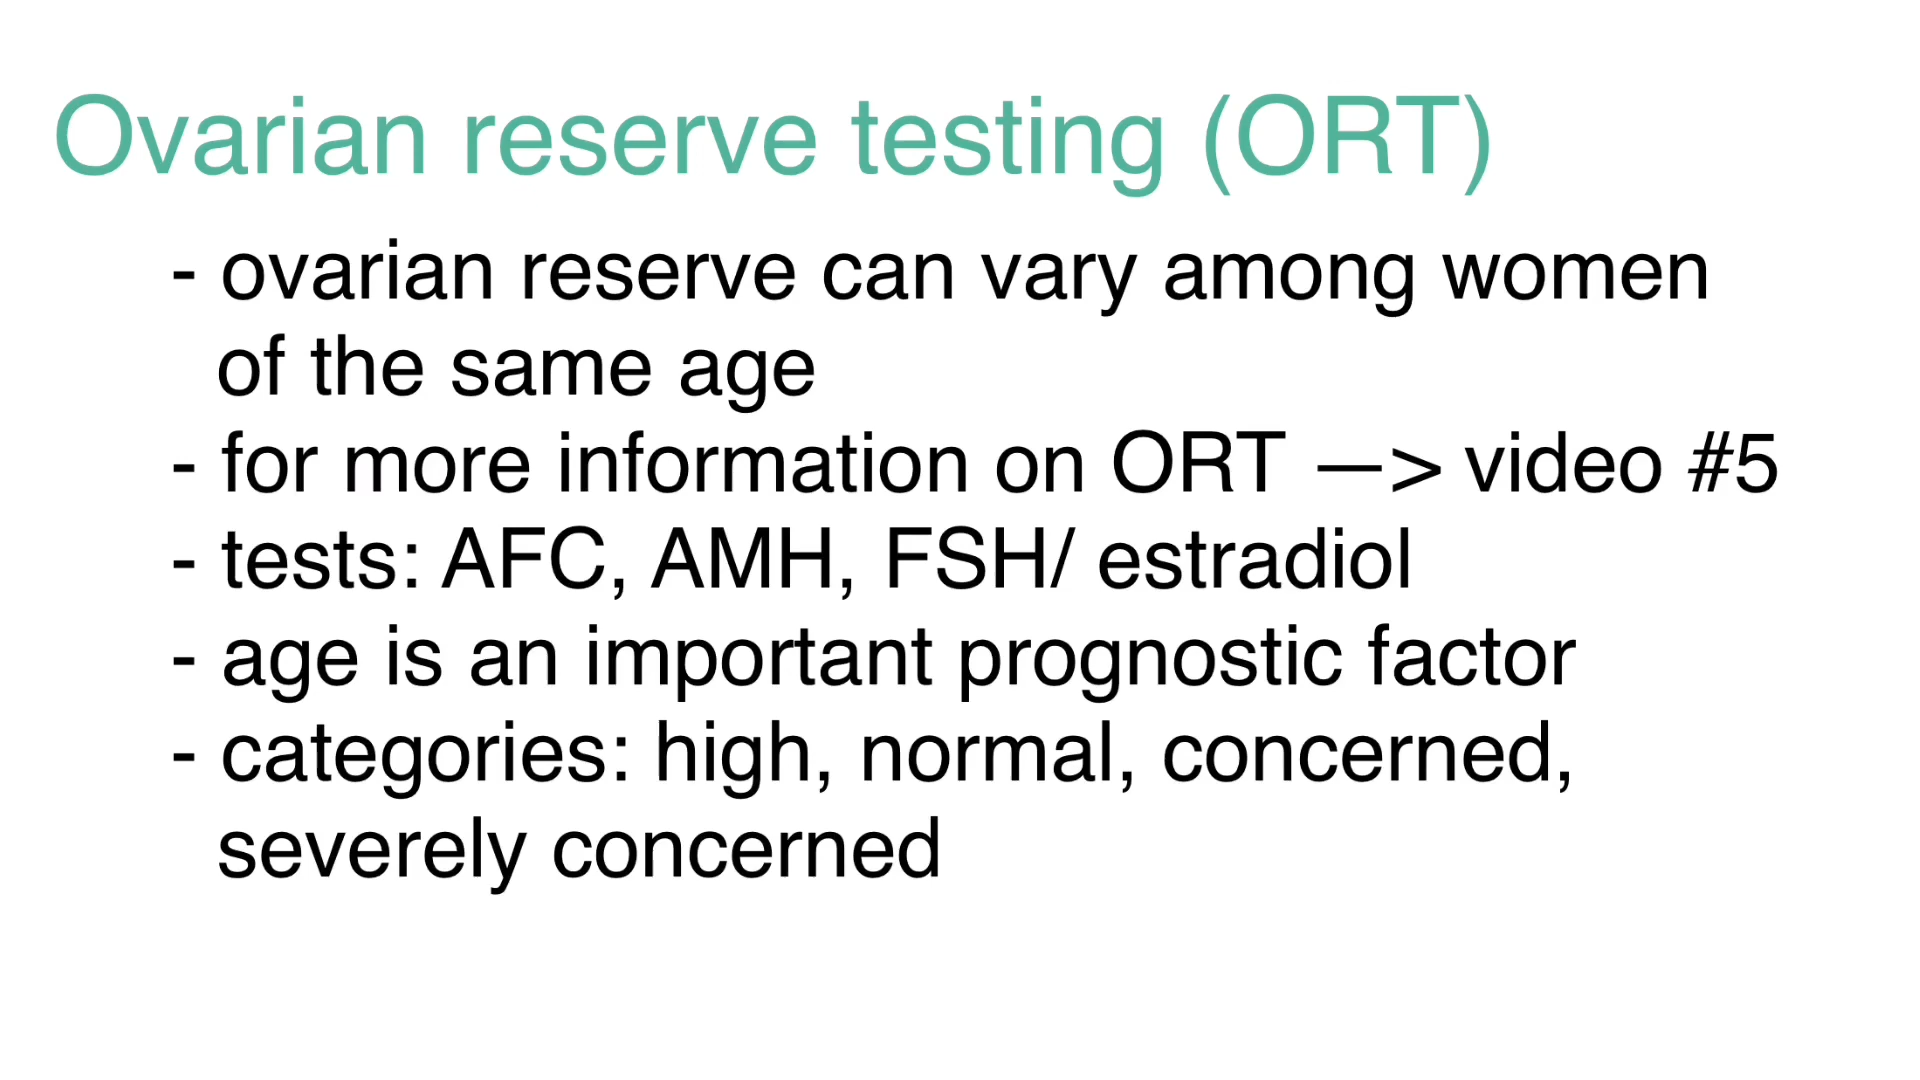 Ovarian reserve testing (ORT)
- ovarian reserve can vary among women
of the same age
- for more information on ORT —> video #5
- tests: AFC, AMH, FSH/ estradiol
- age is an important prognostic factor
- categories: high, normal, concerned,
severely concerned